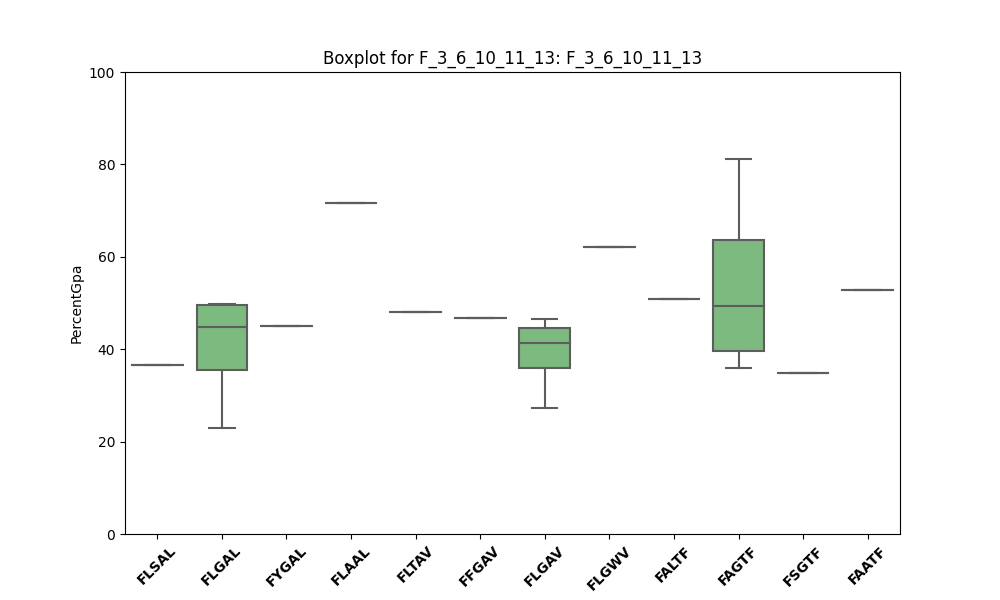 Boxplot for F_3_6_10_11_13: F_3_6_10_11_13
100
80
60
40
20
0
PercentGpa
FLSAL
FLGAL
FYGAL
FLAAL
FLTAV
FFGAV
FLGAV
FLGWV
FALTF
FAGTF
FSGTF
FAATF